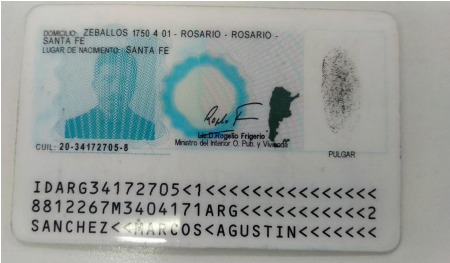 DOMICILIO: ZEBALLOS 1750 4 01 - ROSARIO - ROSARIO -
SANTA FE
LUGAR DE NACIMIENTO: SANTA FE
Lic.D.Rogelio Frigerio
Ministro del Interior O. Pub. y Vivienda
CUIL: 20-34172705-8
PULGAR
IDARG34172705<1<<<<<<<<<<<<<<<
8812267M3404171ARG<<<<<<<<<<<2
SANCHEZ<<MARCOS<AGUSTIN<<<<<<<